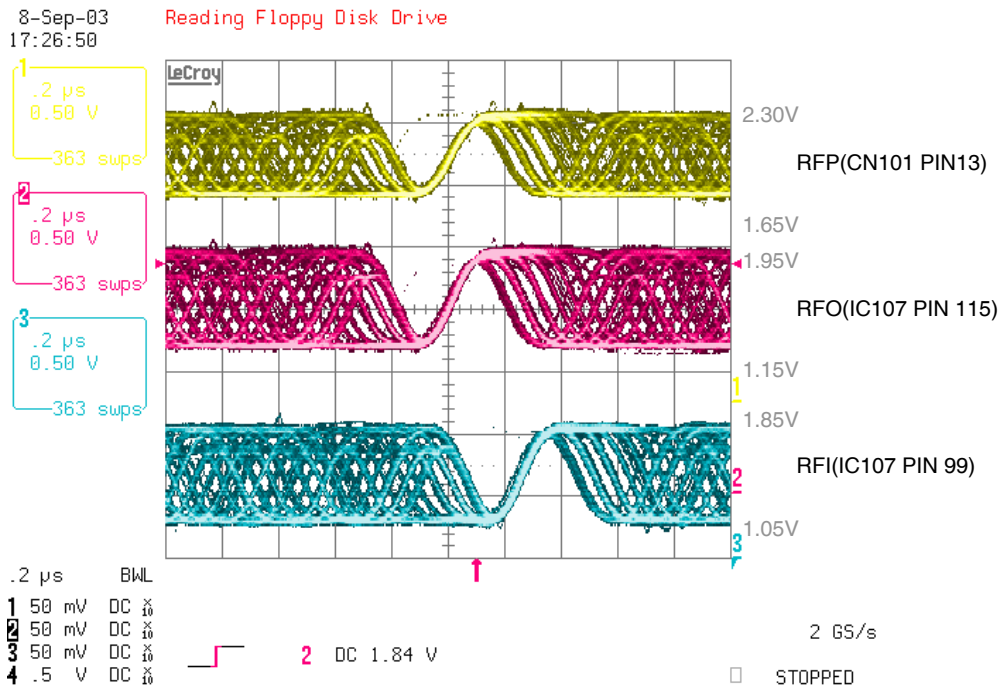 8-Sep-03
17:26:50
Reading Floppy Disk Drive
1
.2 µs
0.50 V
363 swps
2
.2 µs
0.50 V
363 swps
3
.2 µs
0.50 V
363 swps
LeCroy
2.30V
RFP(CN101 PIN13)
1.65V
1.95V
RFO(IC107 PIN 115)
1.15V
1
1.85V
RFI(IC107 PIN 99)
2
1.05V
3
.2 µs BWL
1 50 mV DC X10
2 50 mV DC X10
3 50 mV DC X10
4 .5 V DC X10
2 DC 1.84 V
2 GS/s
STOPPED